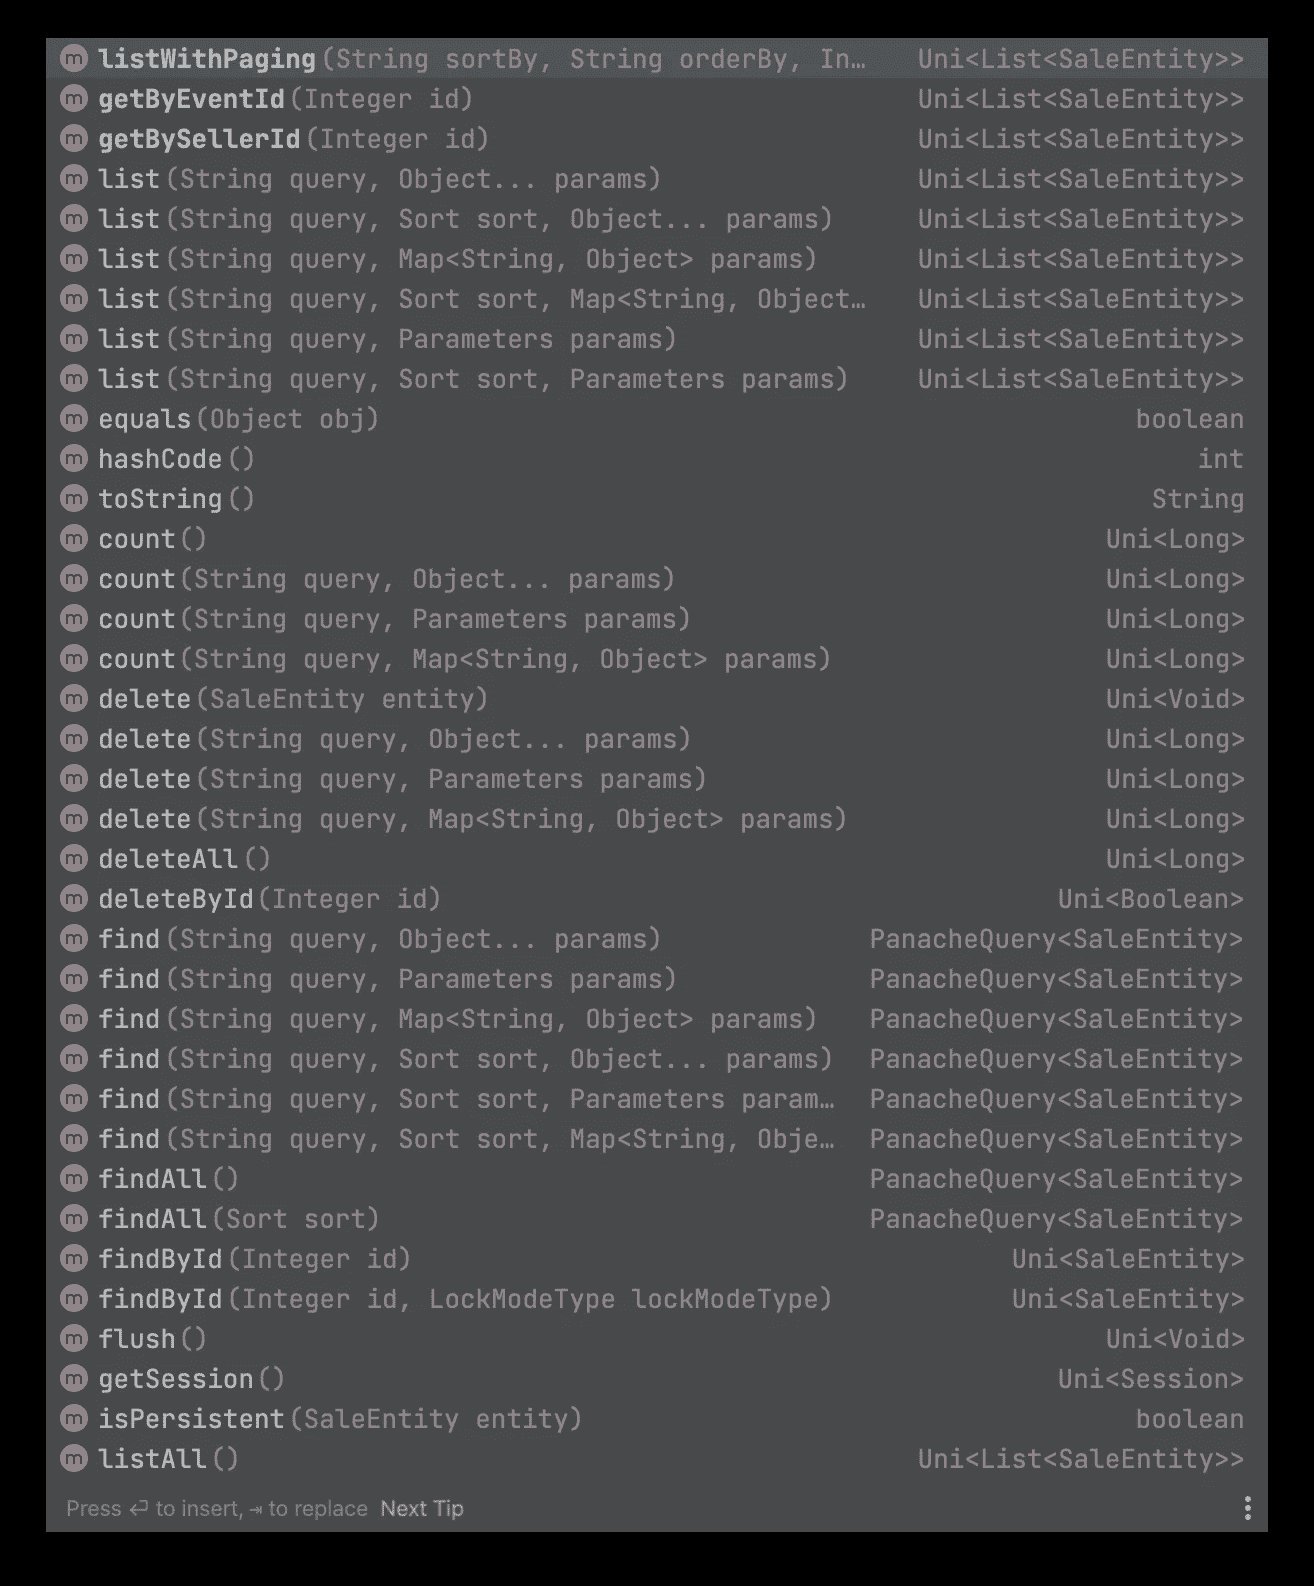 m listWithPaging(String sortBy, String orderBy, In… Uni<List<SaleEntity>>
m getByEventId(Integer id) Uni<List<SaleEntity>>
m getBySellerId(Integer id) Uni<List<SaleEntity>>
m list(String query, Object... params) Uni<List<SaleEntity>>
m list(String query, Sort sort, Object... params) Uni<List<SaleEntity>>
m list(String query, Map<String, Object> params) Uni<List<SaleEntity>>
m list(String query, Sort sort, Map<String, Object… Uni<List<SaleEntity>>
m list(String query, Parameters params) Uni<List<SaleEntity>>
m list(String query, Sort sort, Parameters params) Uni<List<SaleEntity>>
m equals(Object obj) boolean
m hashCode() int
m toString() String
m count() Uni<Long>
m count(String query, Object... params) Uni<Long>
m count(String query, Parameters params) Uni<Long>
m count(String query, Map<String, Object> params) Uni<Long>
m delete(SaleEntity entity) Uni<Void>
m delete(String query, Object... params) Uni<Long>
m delete(String query, Parameters params) Uni<Long>
m delete(String query, Map<String, Object> params) Uni<Long>
m deleteAll() Uni<Long>
m deleteById(Integer id) Uni<Boolean>
m find(String query, Object... params) PanacheQuery<SaleEntity>
m find(String query, Parameters params) PanacheQuery<SaleEntity>
m find(String query, Map<String, Object> params) PanacheQuery<SaleEntity>
m find(String query, Sort sort, Object... params) PanacheQuery<SaleEntity>
m find(String query, Sort sort, Parameters param… PanacheQuery<SaleEntity>
m find(String query, Sort sort, Map<String, Obje… PanacheQuery<SaleEntity>
m findAll() PanacheQuery<SaleEntity>
m findAll(Sort sort) PanacheQuery<SaleEntity>
m findById(Integer id) Uni<SaleEntity>
m findById(Integer id, LockModeType lockModeType) Uni<SaleEntity>
m flush() Uni<Void>
m getSession() Uni<Session>
m isPersistent(SaleEntity entity) boolean
m listAll() Uni<List<SaleEntity>>
Press ⏎ to insert, ⇥ to replace Next Tip